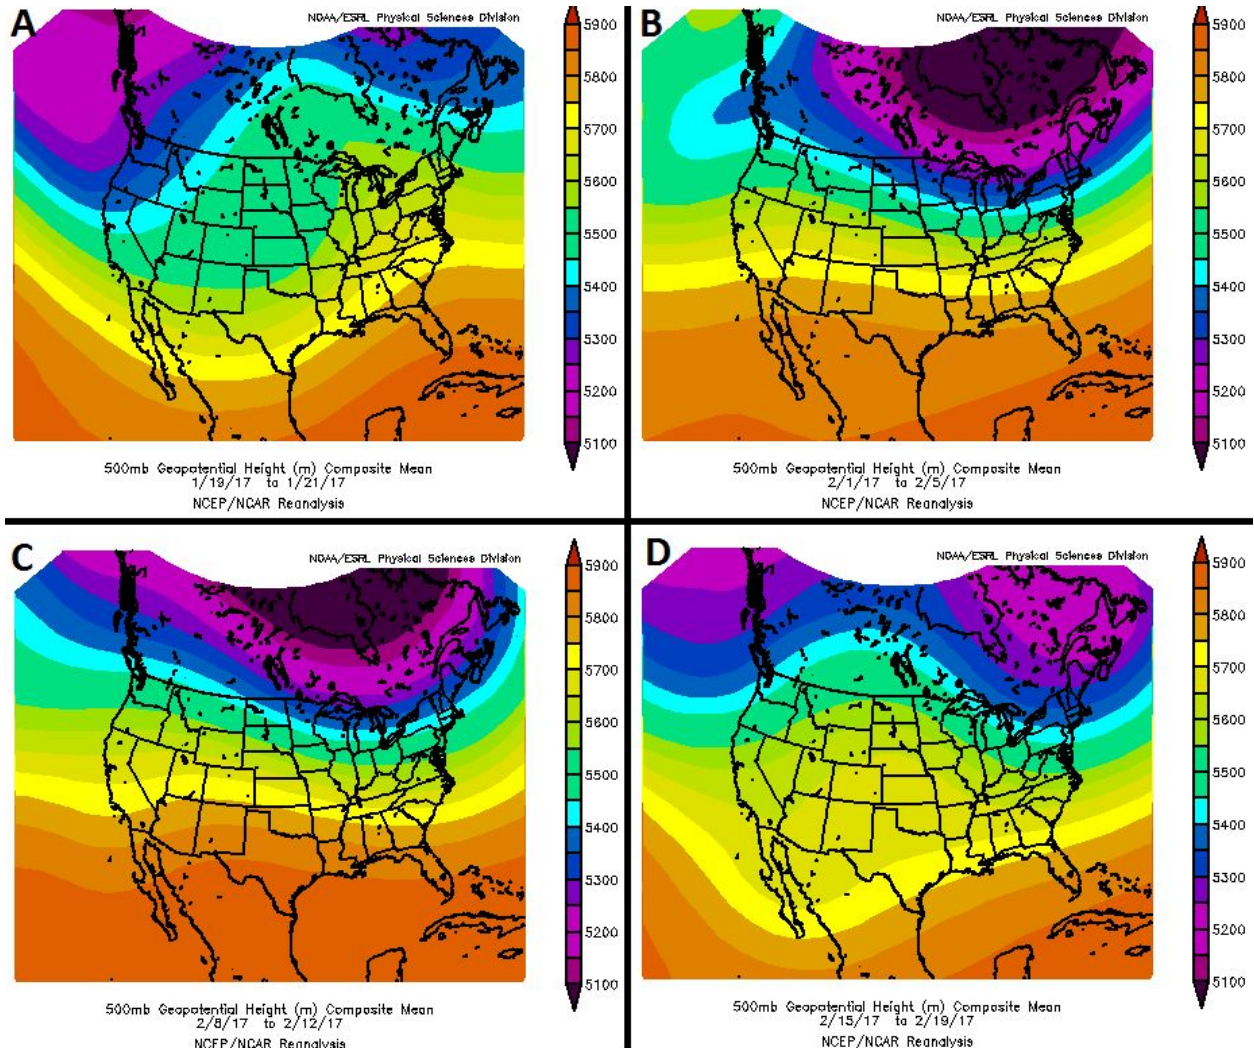 A
NOAA/ESRL Physical Sciences Division
5900
5800
5700
5600
5500
5400
5300
5200
5100
500mb Geopotential Height (m) Composite Mean
1/19/17 to 1/21/17
NCEP/NCAR Reanalysis
B
NOAA/ESRL Physical Sciences Division
5900
5800
5700
5600
5500
5400
5300
5200
5100
500mb Geopotential Height (m) Composite Mean
2/1/17 to 2/5/17
NCEP/NCAR Reanalysis
C
NOAA/ESRL Physical Sciences Division
5900
5800
5700
5600
5500
5400
5300
5200
5100
500mb Geopotential Height (m) Composite Mean
2/8/17 to 2/12/17
NCEP/NCAR Reanalysis
D
NOAA/ESRL Physical Sciences Division
5900
5800
5700
5600
5500
5400
5300
5200
5100
500mb Geopotential Height (m) Composite Mean
2/15/17 to 2/19/17
NCEP/NCAR Reanalysis